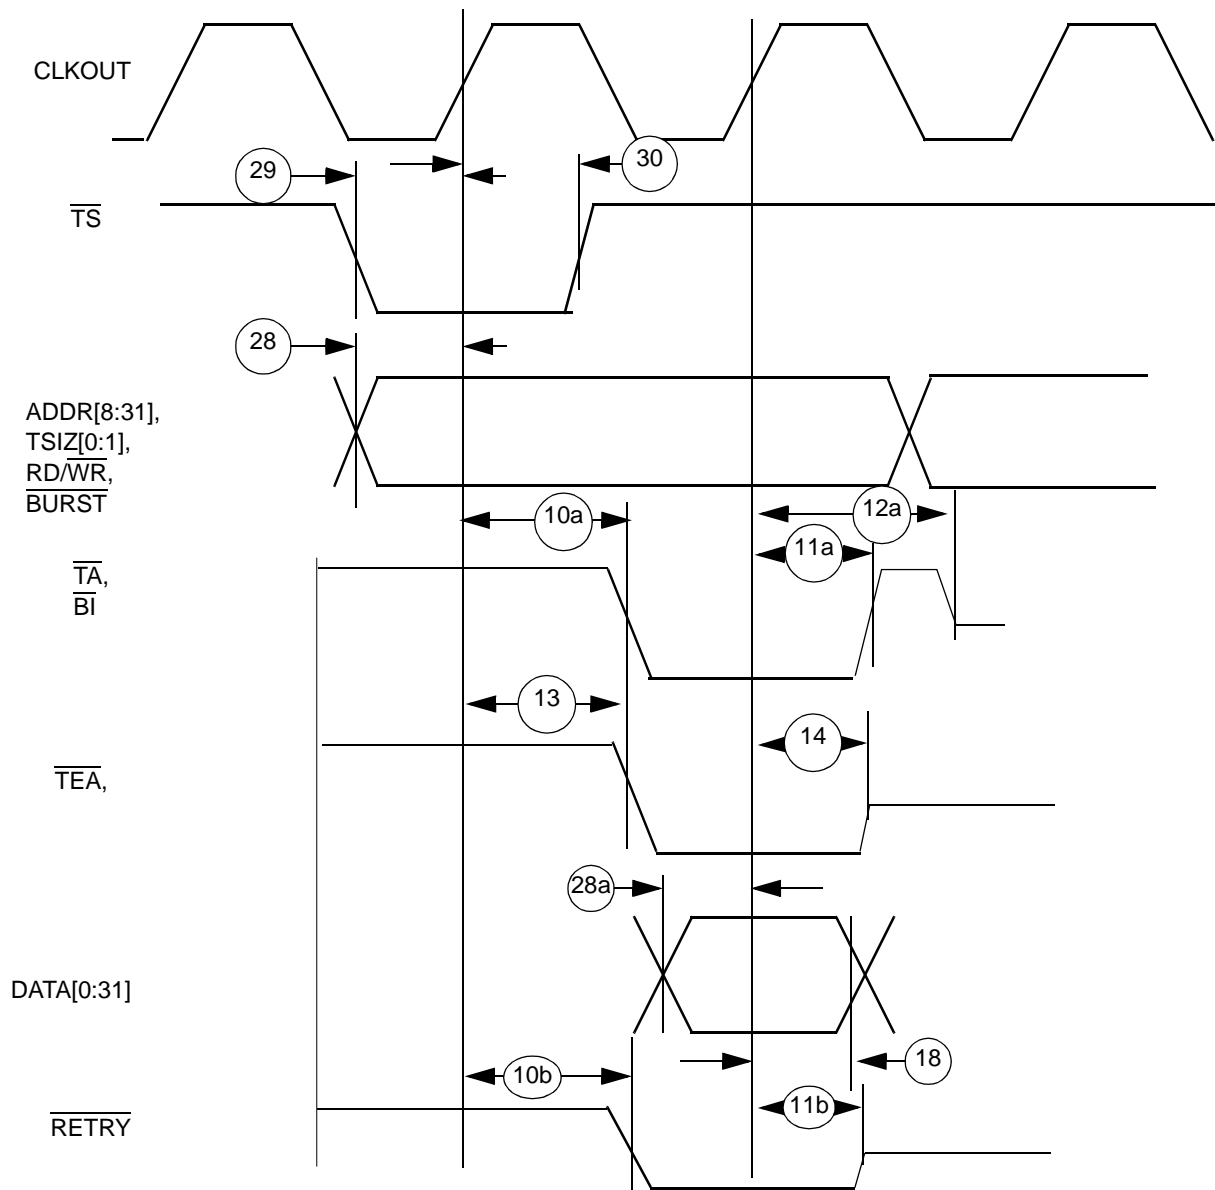 CLKOUT
29
30
TS
28
ADDR[8:31],
TSIZ[0:1],
RD/WR,
BURST
10a
12a
11a
TA,
BI
13
14
TEA,
28a
DATA[0:31]
18
10b
11b
RETRY